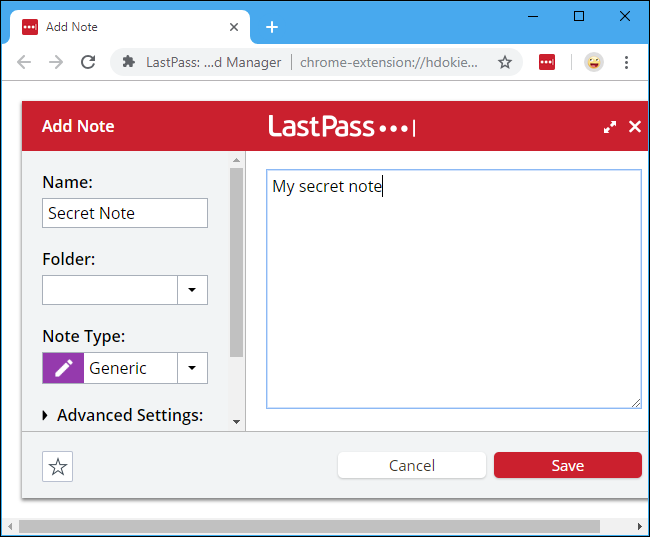 Add Note
LastPass: ...d Manager
chrome-extension://hdokie...
Add Note
LastPass
Name:
Secret Note
Folder:
Note Type:
Generic
Advanced Settings:
My secret note
Cancel
Save